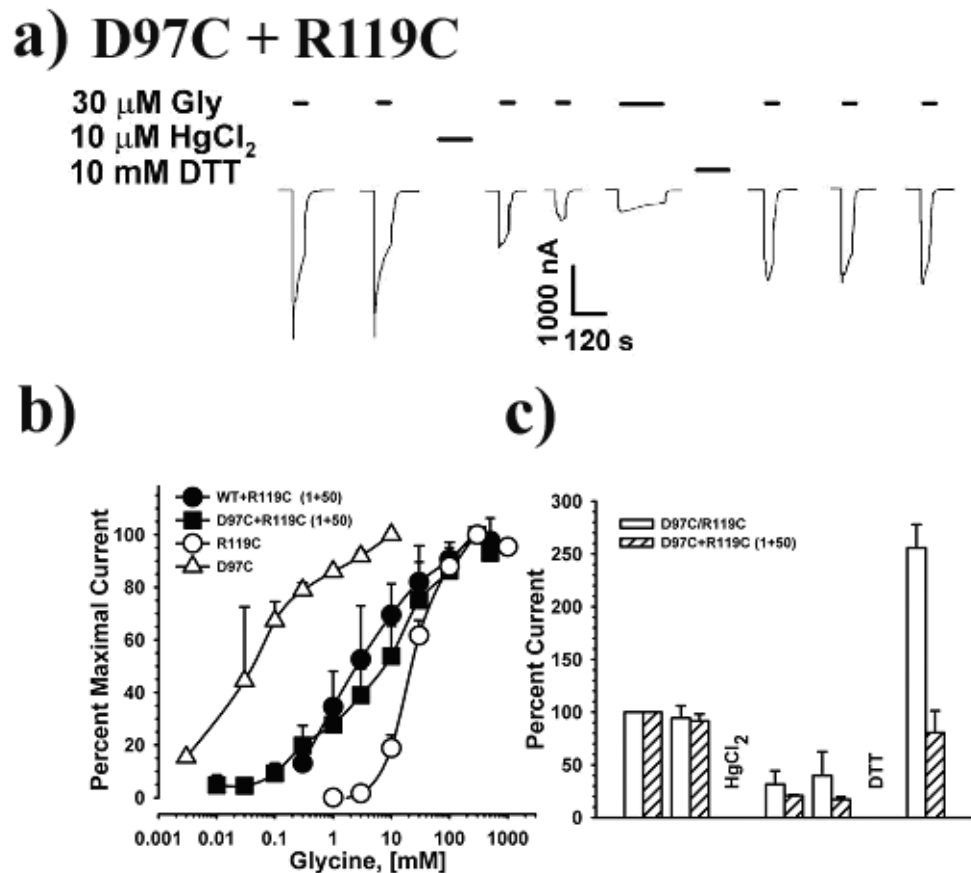 a) D97C + R119C
30 μM Gly
10 μM HgCl₂
10 mM DTT
1000 nA
120 s
b)
WT+R119C (1+50)
D97C+R119C (1+50)
R119C
D97C
Percent Maximal Current
100
80
60
40
20
0
0.001 0.01 0.1 1 10 100 1000
Glycine, [mM]
c)
D97C/R119C
D97C+R119C (1+50)
Percent Current
300
250
200
150
100
50
0
HgCl₂
DTT